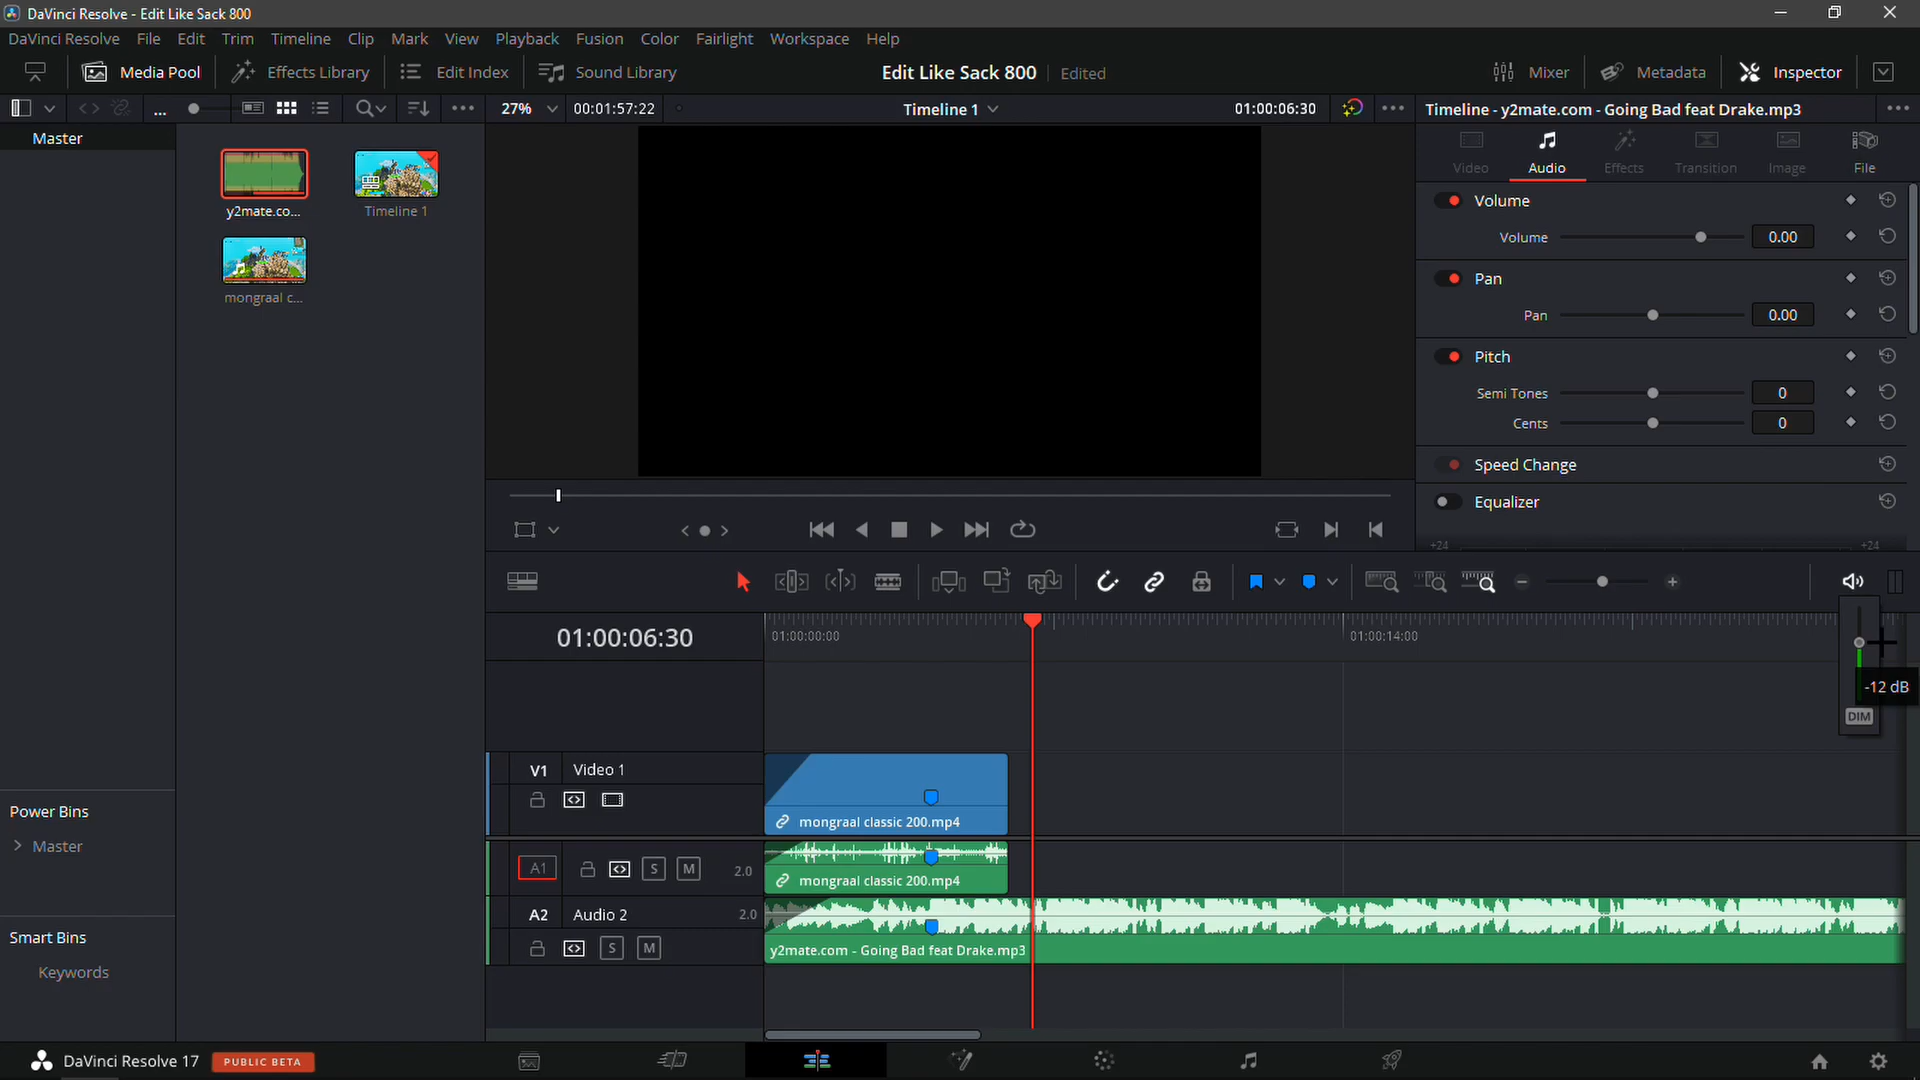 DaVinci Resolve - Edit Like Sack 800
DaVinci Resolve File Edit Trim Timeline Clip Mark View Playback Fusion Color Fairlight Workspace Help
Media Pool Effects Library Edit Index Sound Library Edit Like Sack 800 Edited Mixer Metadata Inspector
... 27% 00:01:57:22 Timeline 1 01:00:06:30 Timeline - y2mate.com - Going Bad feat Drake.mp3
Master
Video Audio Effects Transition Image File
y2mate.co... Timeline 1
mongraal c...
Volume
Volume 0.00
Pan
Pan 0.00
Pitch
Semi Tones 0
Cents 0
Speed Change
Equalizer
+24 +24
01:00:06:30
01:00:00:00 01:00:14:00
-12 dB
DIM
V1 Video 1
mongraal classic 200.mp4
A1 S M 2.0
mongraal classic 200.mp4
A2 Audio 2 2.0
S M
y2mate.com - Going Bad feat Drake.mp3
Power Bins
Master
Smart Bins
Keywords
DaVinci Resolve 17 PUBLIC BETA